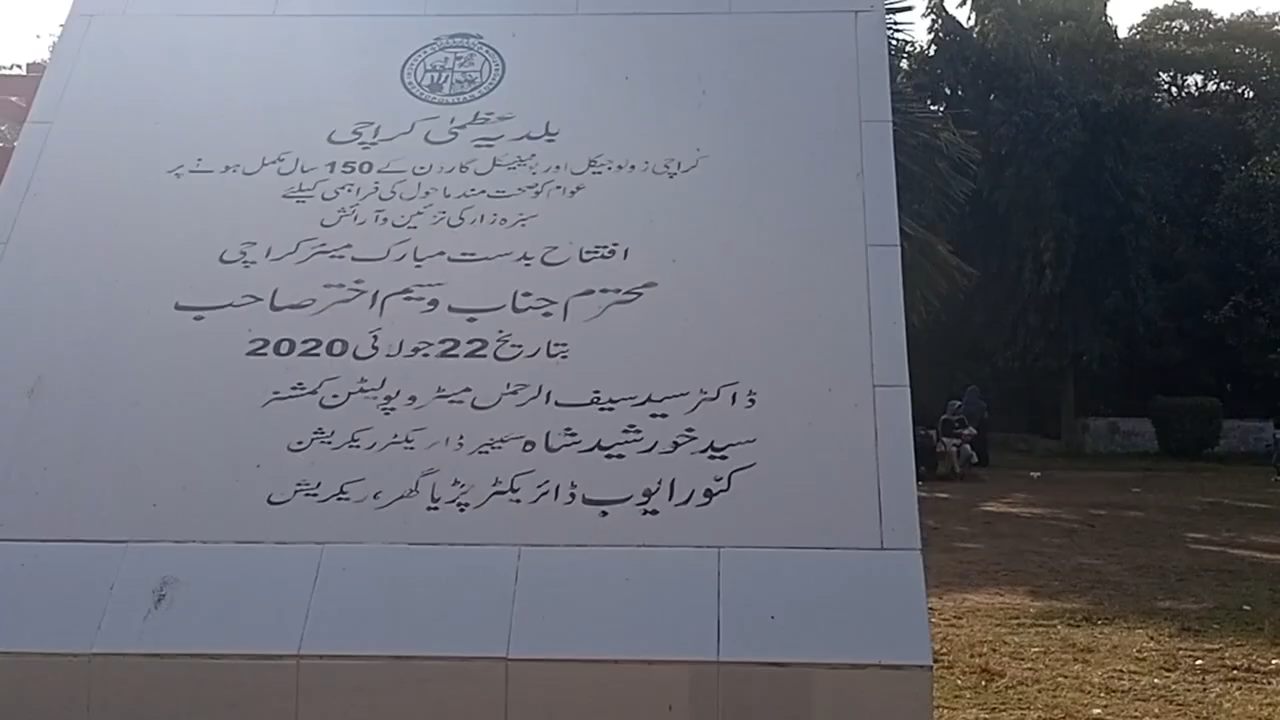 بلدیہ عظمیٰ کراچی
کراچی زولوجیکل اور بوٹینیکل گارڈن کے 150 سال مکمل ہونے پر
عوام کو صحت مند ماحول کی فراہمی کیلئے
سبزہ زار کی تزئین و آرائش
افتتاح بدست مبارک میئر کراچی
محترم جناب وسیم اختر صاحب
بتاریخ 22 جولائی 2020
ڈاکٹر سید سیف الرحمٰن میٹروپولیٹن کمشنر
سید خورشید شاہ سینیر ڈائریکٹر ریکریشن
کنور ایوب ڈائریکٹر چڑیا گھر، ریکریشن